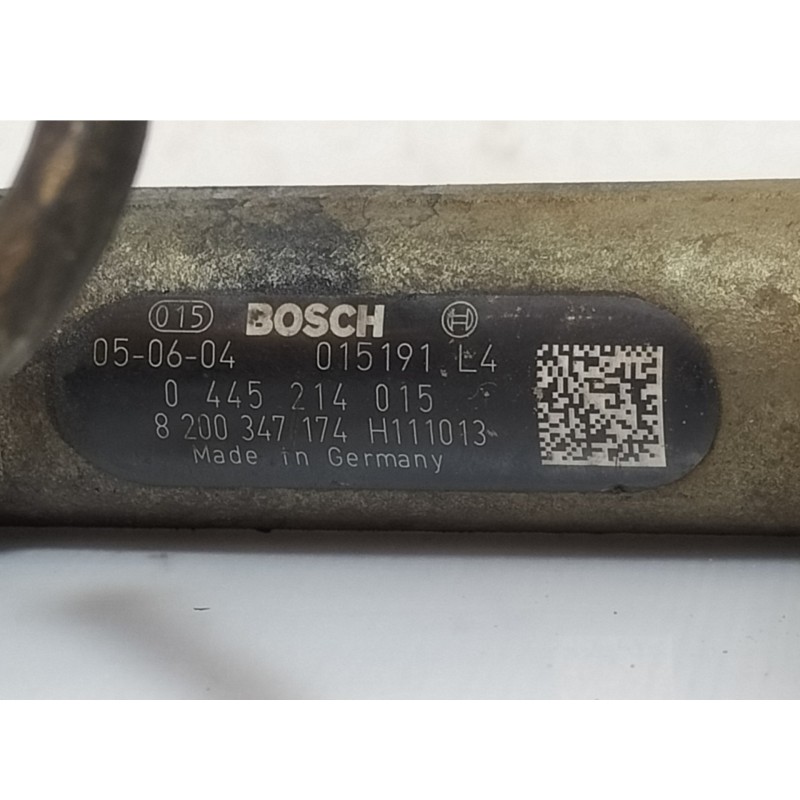 015 BOSCH
05-06-04 015191 L4
0 445 214 015
8 200 347 174 H111013
Made in Germany